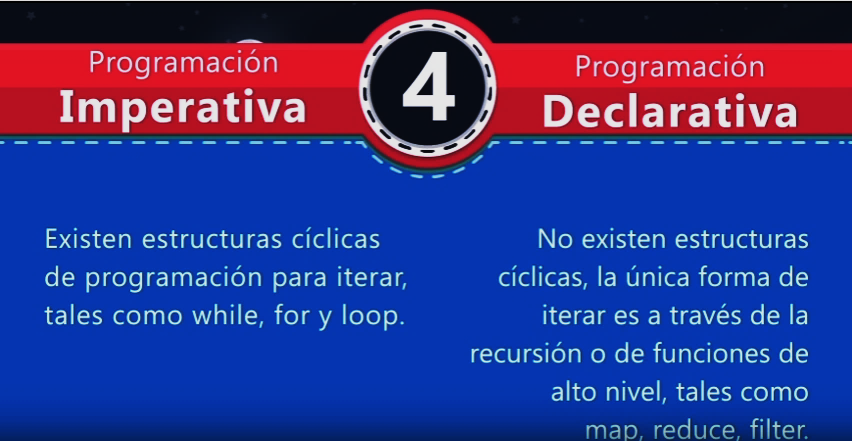 Programación
Imperativa
4
Programación
Declarativa
Existen estructuras cíclicas
de programación para iterar,
tales como while, for y loop.
No existen estructuras
cíclicas, la única forma de
iterar es a través de la
recursión o de funciones de
alto nivel, tales como
map, reduce, filter.